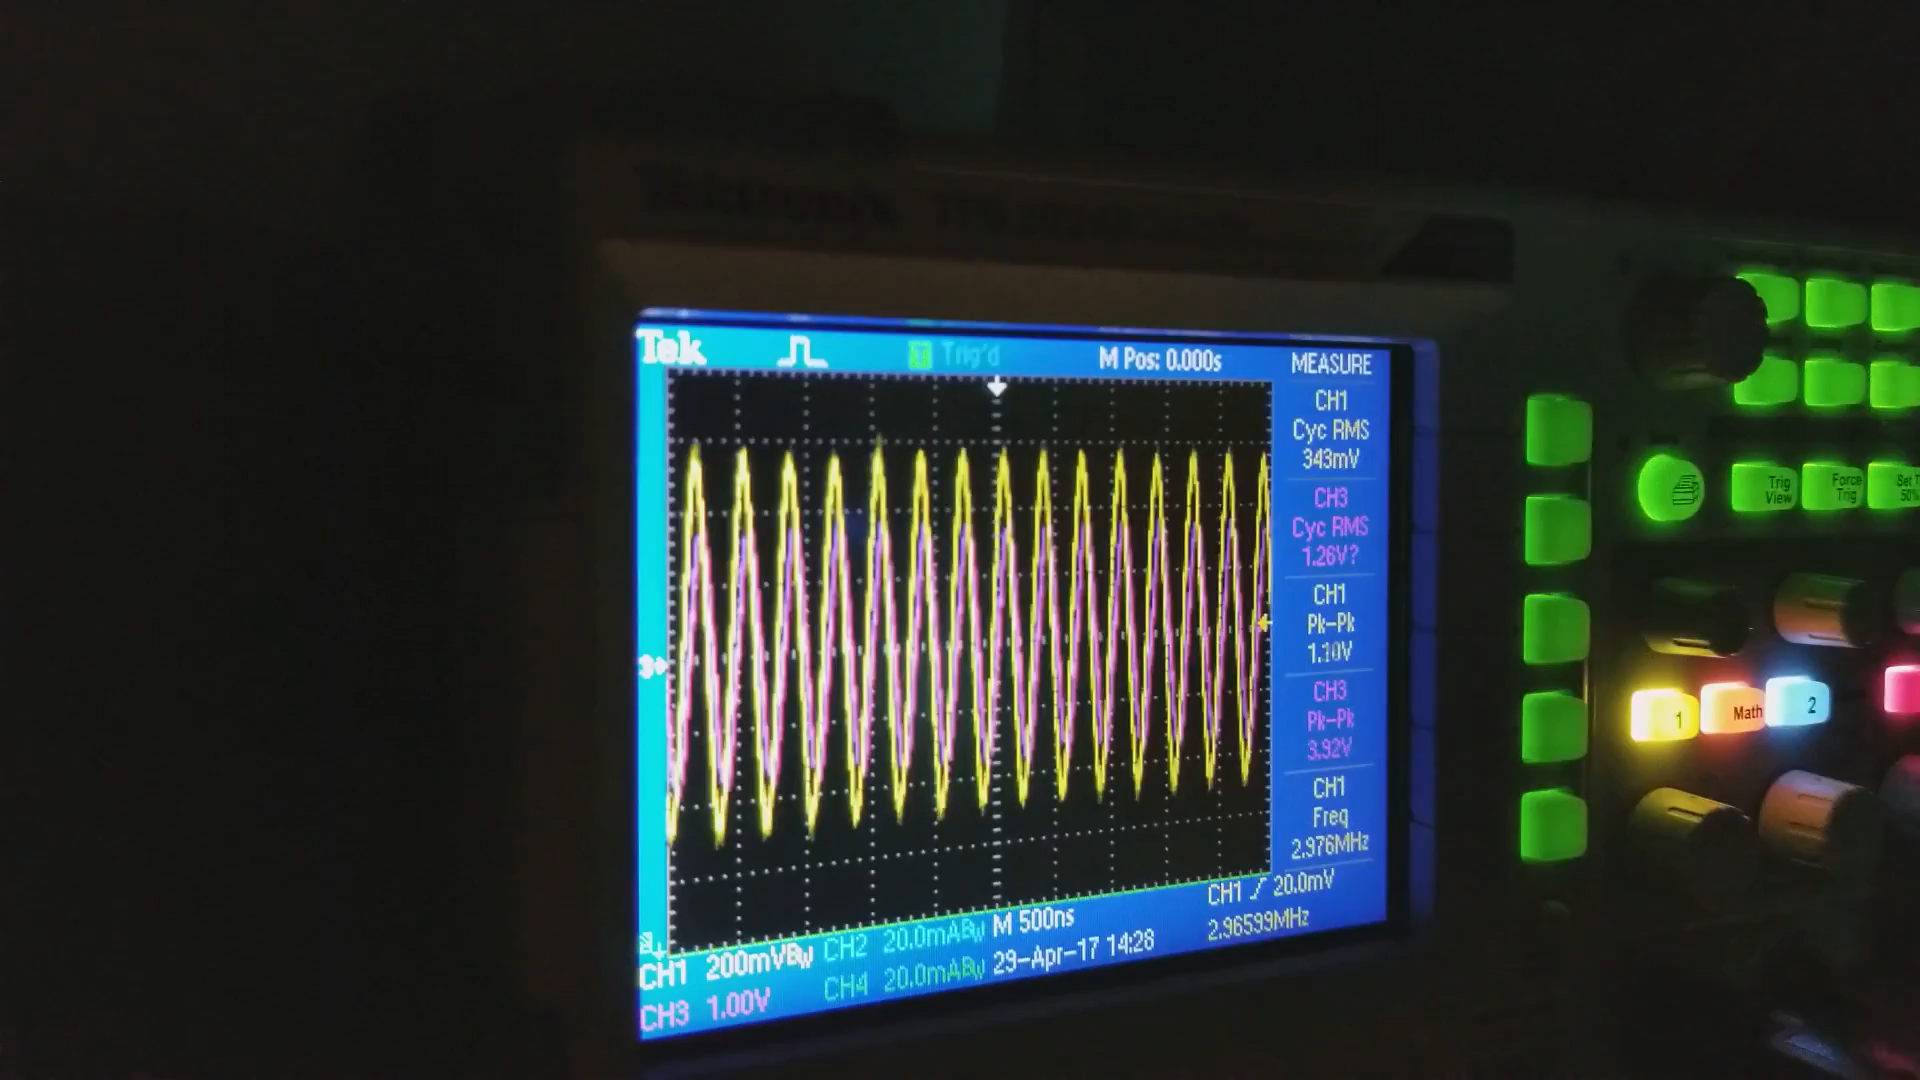 Tektronix
Tek Trig'd M Pos: 0.000s MEASURE
CH1
Cyc RMS
343mV
CH3
Cyc RMS
1.26V?
CH1
Pk-Pk
1.10V
CH3
Pk-Pk
3.92V
CH1
Freq
2.976MHz
3
CH1 200mVBW CH2 20.0mABW M 500ns CH1 20.0mV
CH3 1.00V CH4 20.0mABW 29-Apr-17 14:28 2.96599MHz
Trig
View
Force
Trig
1
Math
2